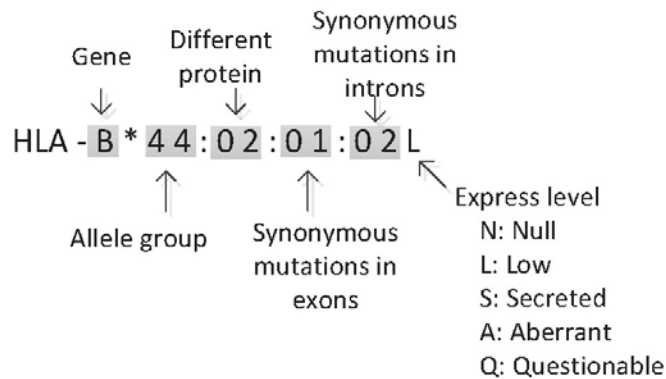 Gene
Different
protein
Synonymous
mutations in
introns
HLA - B * 4 4 : 0 2 : 0 1 : 0 2 L
Allele group
Synonymous
mutations in
exons
Express level
N: Null
L: Low
S: Secreted
A: Aberrant
Q: Questionable